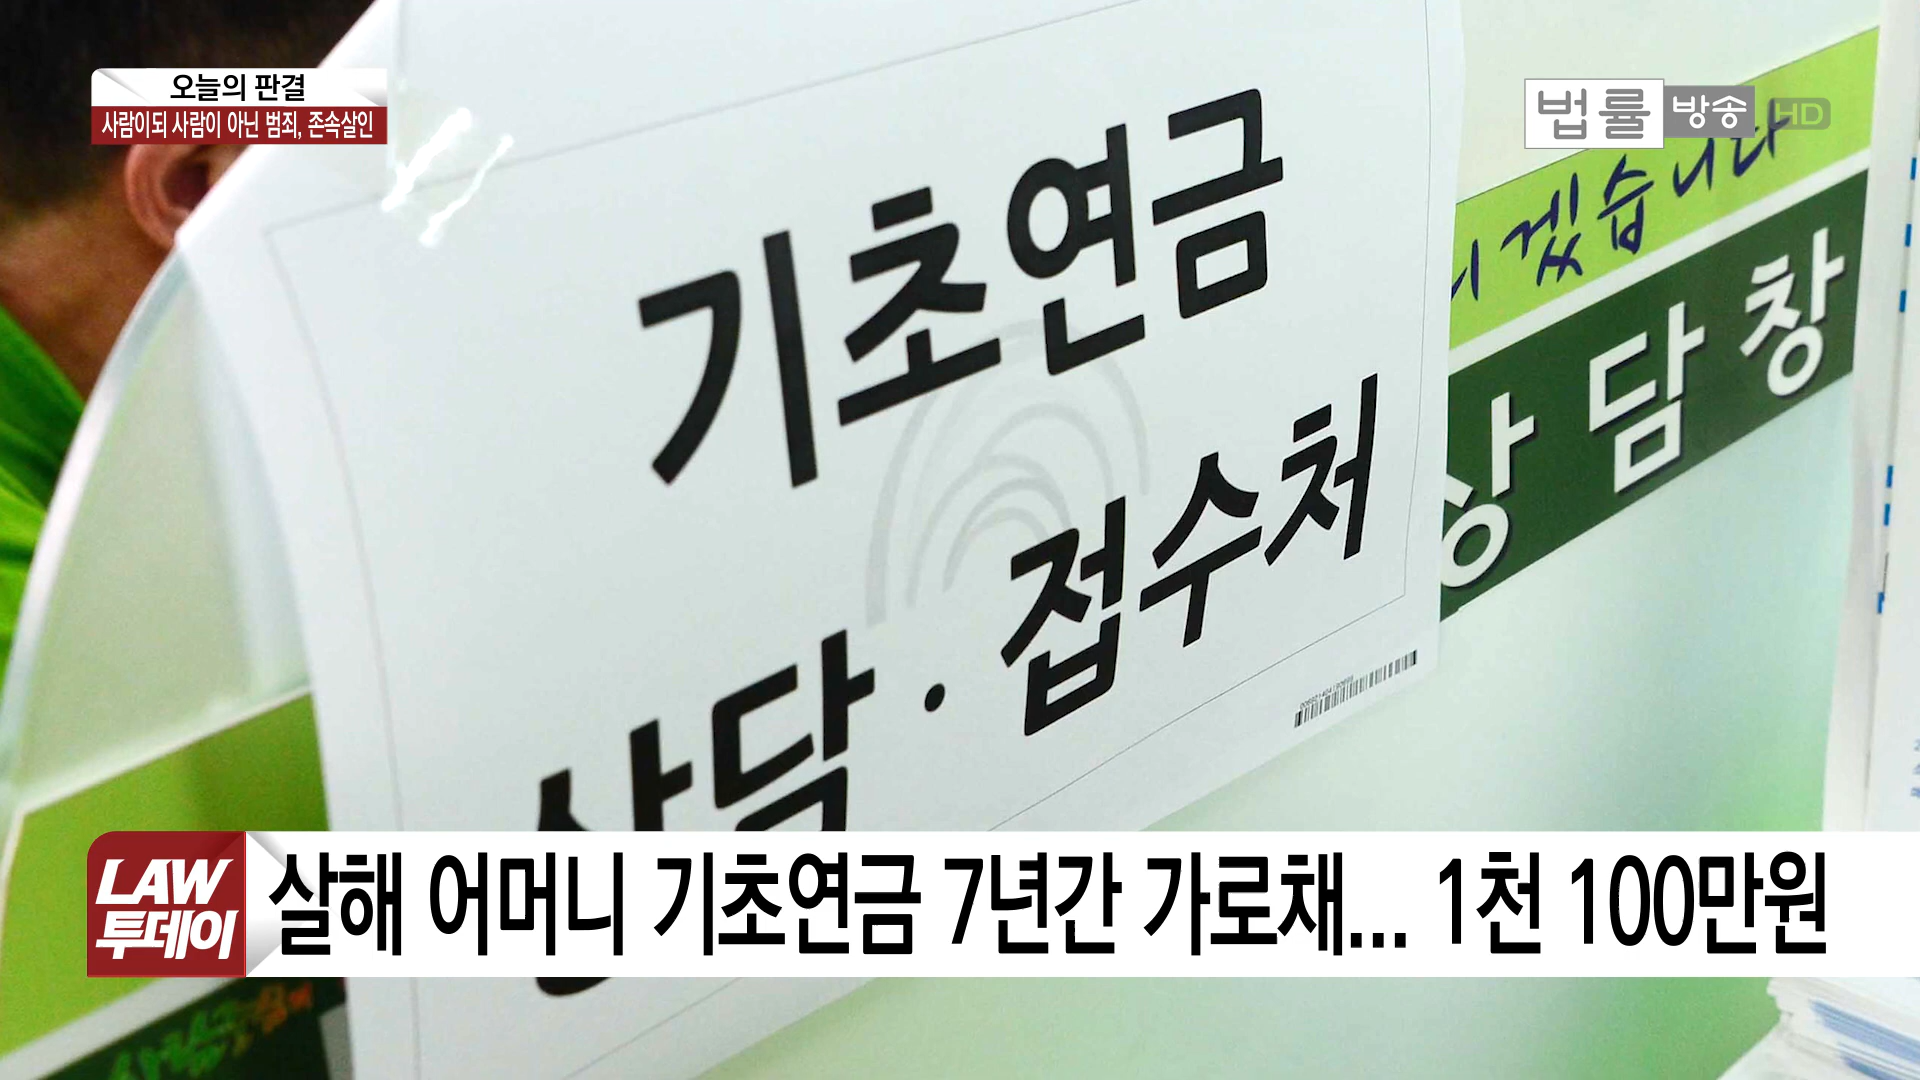 오늘의 판결
사람이되 사람이 아닌 범죄, 존속살인
법률방송 HD
기초연금
상담 · 접수처
겠습니다
상담창
LAW
투데이
살해 어머니 기초연금 7년간 가로채... 1천 100만원